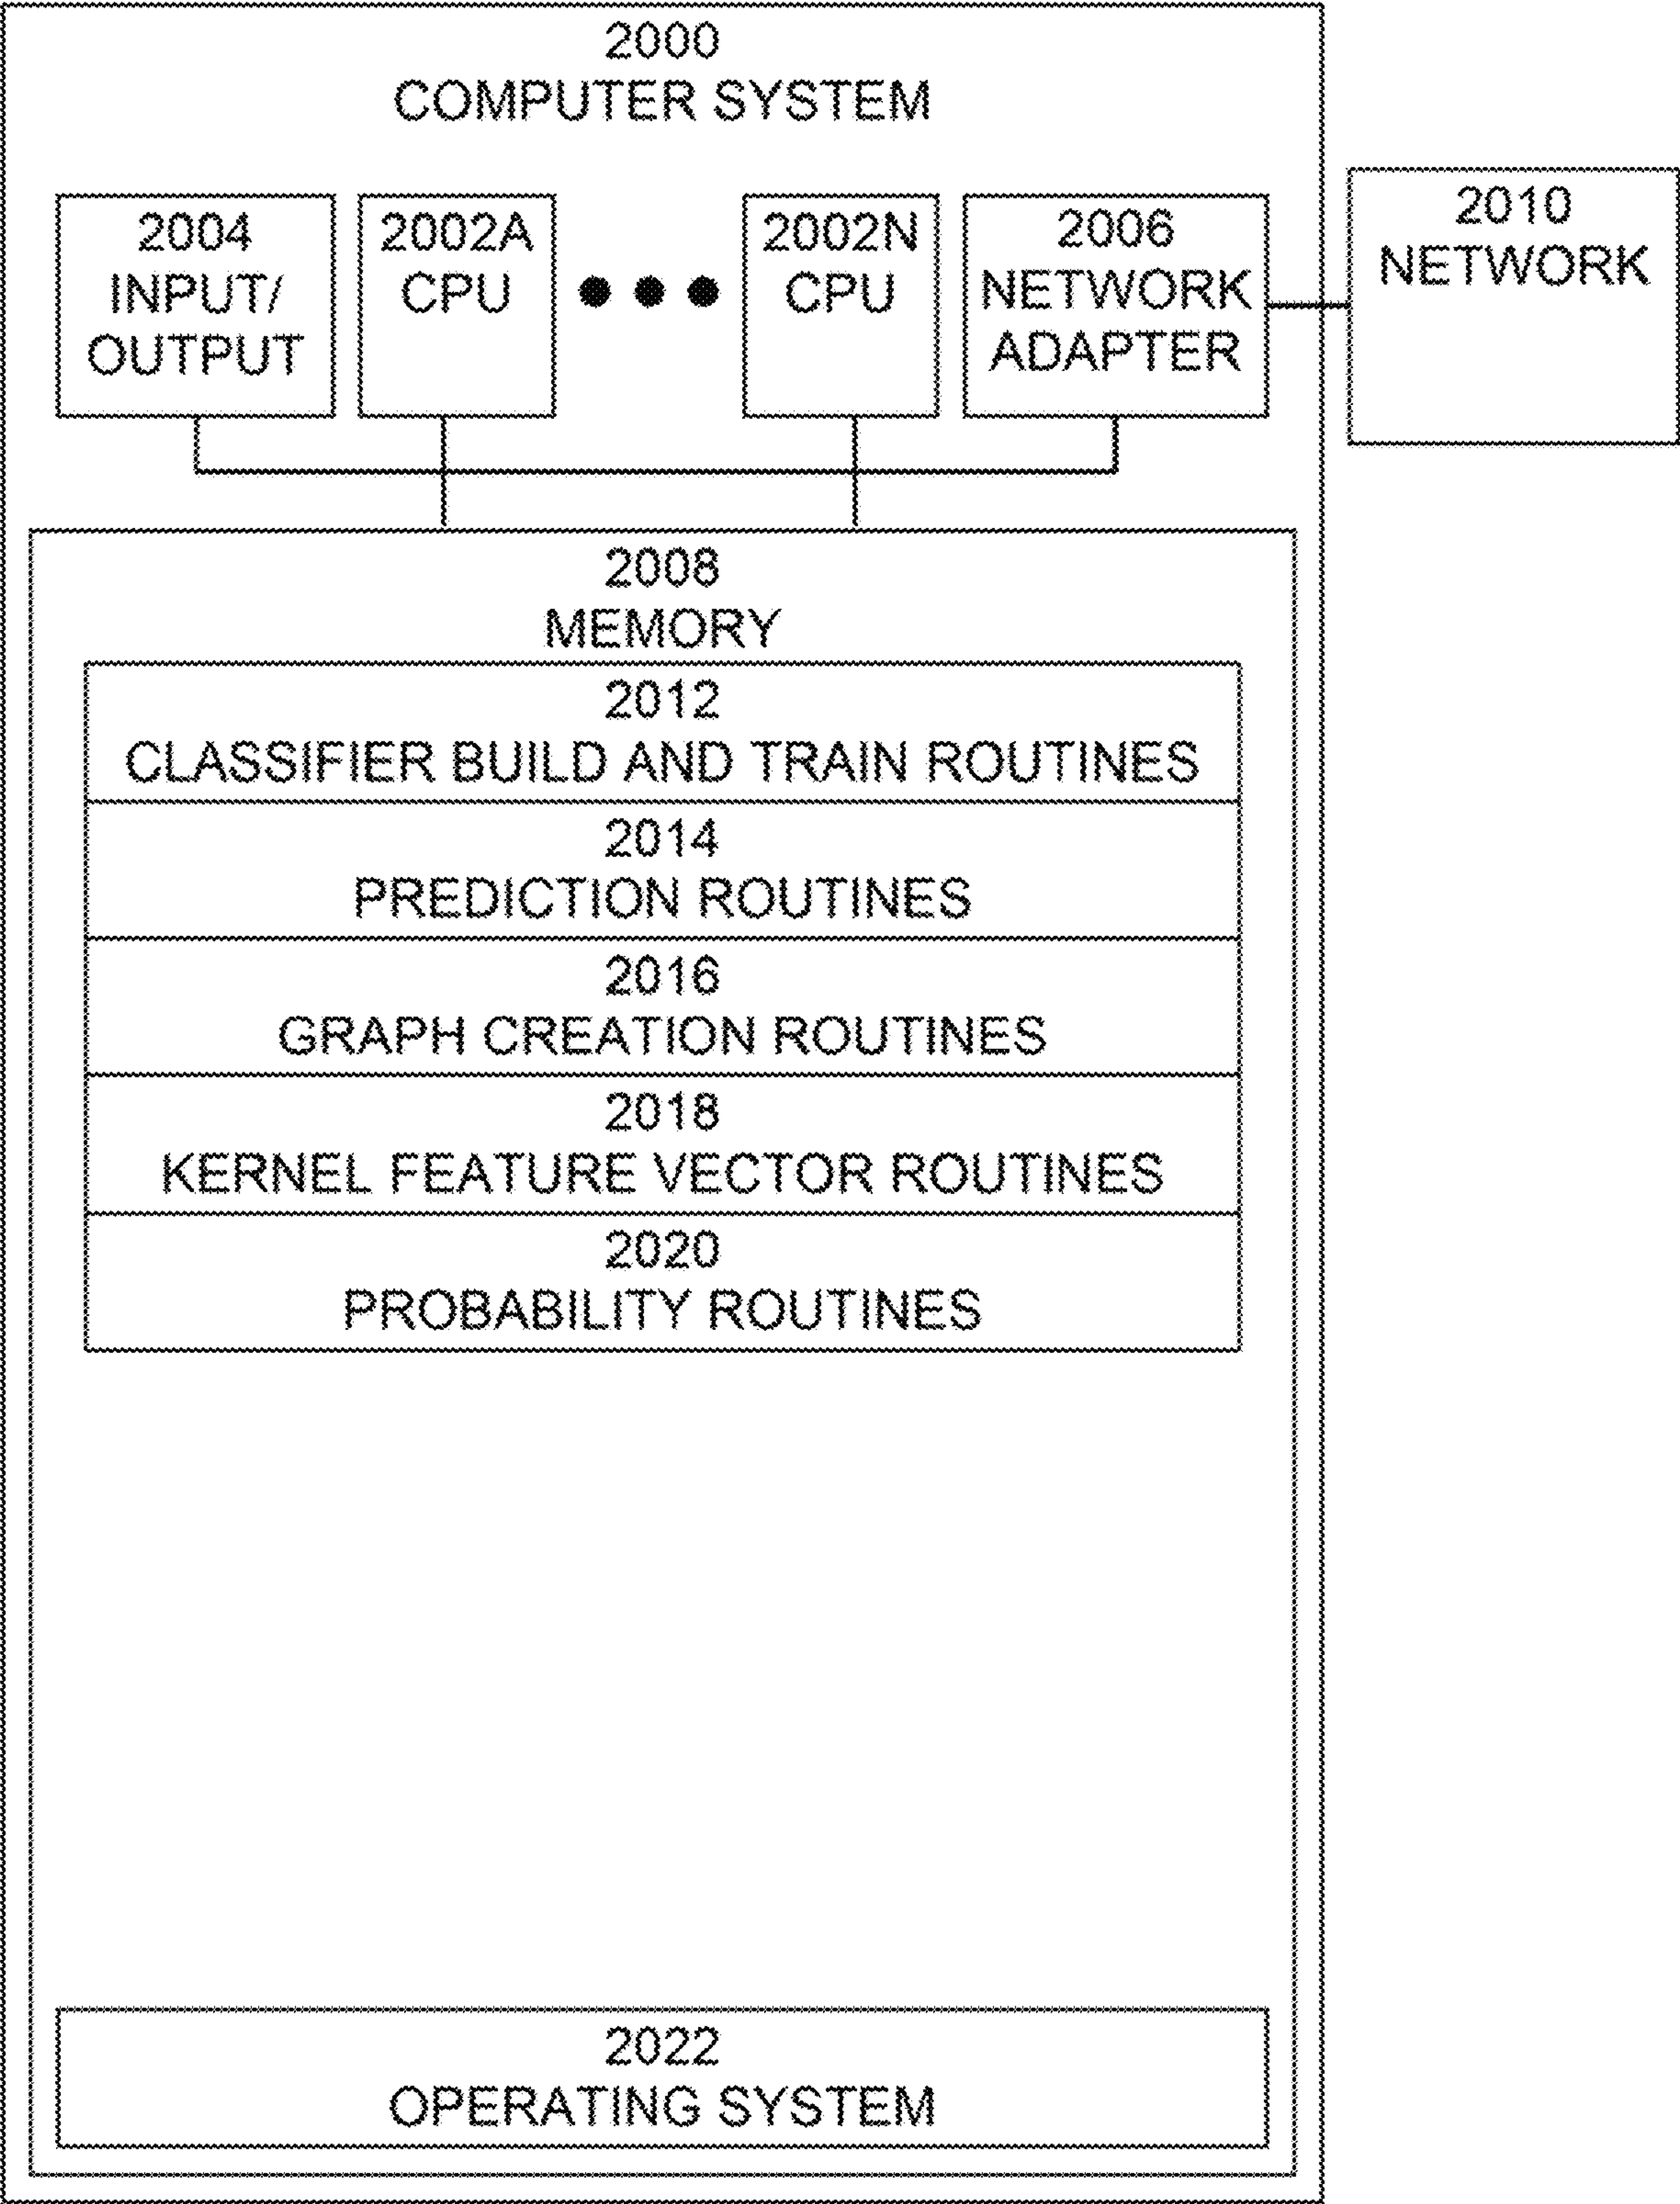 2000
COMPUTER SYSTEM
2004
INPUT/
OUTPUT
2002A
CPU
2002N
CPU
2006
NETWORK
ADAPTER
2010
NETWORK
2008
MEMORY
2012
CLASSIFIER BUILD AND TRAIN ROUTINES
2014
PREDICTION ROUTINES
2016
GRAPH CREATION ROUTINES
2018
KERNEL FEATURE VECTOR ROUTINES
2020
PROBABILITY ROUTINES
2022
OPERATING SYSTEM